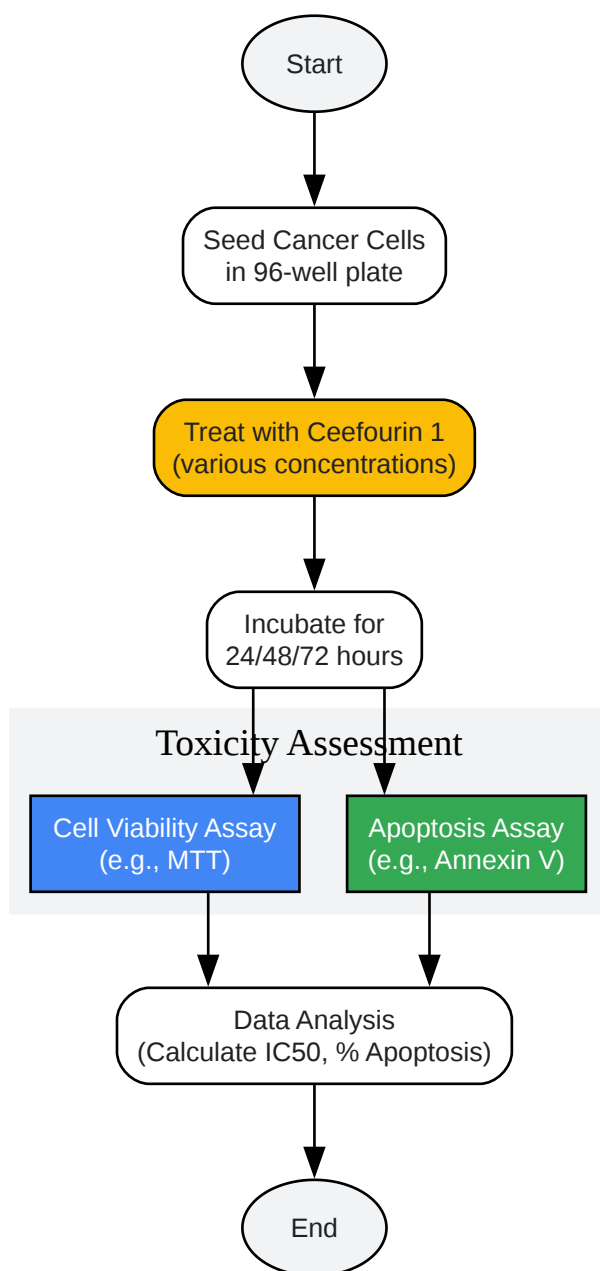 Start
Seed Cancer Cells
in 96-well plate
Treat with Ceefourin 1
(various concentrations)
Incubate for
24/48/72 hours
Toxicity Assessment
Cell Viability Assay
(e.g., MTT)
Apoptosis Assay
(e.g., Annexin V)
Data Analysis
(Calculate IC50, % Apoptosis)
End